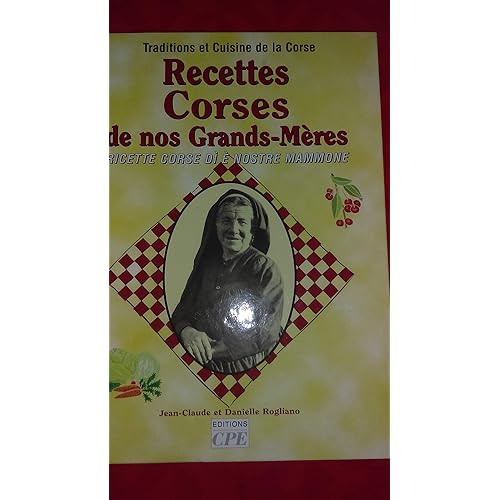 Traditions et Cuisine de la Corse
Recettes
Corses
de nos Grands-Mères
RICETTE CORSE DÌ E NOSTRE MAMMONE
Jean-Claude et Danielle Rogliano
EDITIONS
CPE